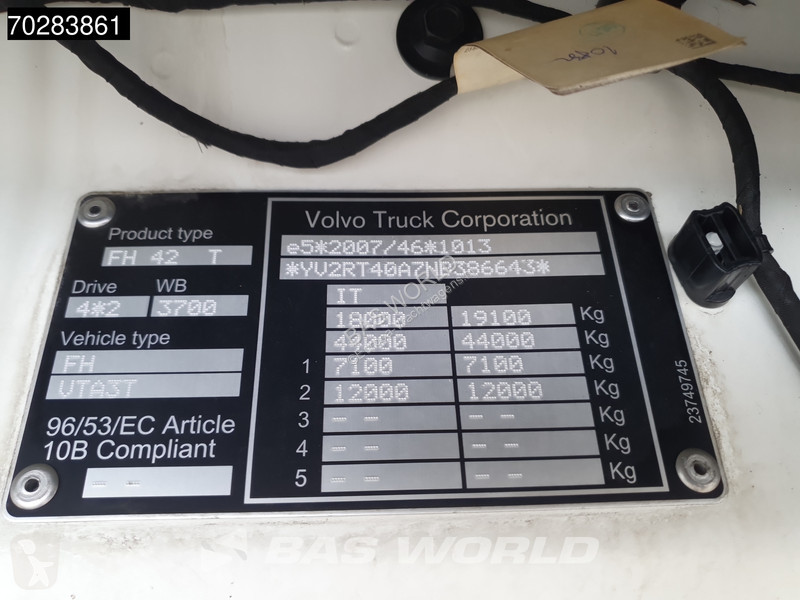 70283861
Product type
FH 42 T
Drive WB
4*2 3700
Vehicle type
FH
VTA3T
96/53/EC Article
10B Compliant
- -
Volvo Truck Corporation
e5*2007/46*1013
*YV2RT40A7NB386643*
IT
18000 19100 Kg
44000 44000 Kg
1 7100 7100 Kg
2 12000 12000 Kg
3 -- -- Kg
4 -- -- Kg
5 -- -- Kg
23749745
BAS WORLD